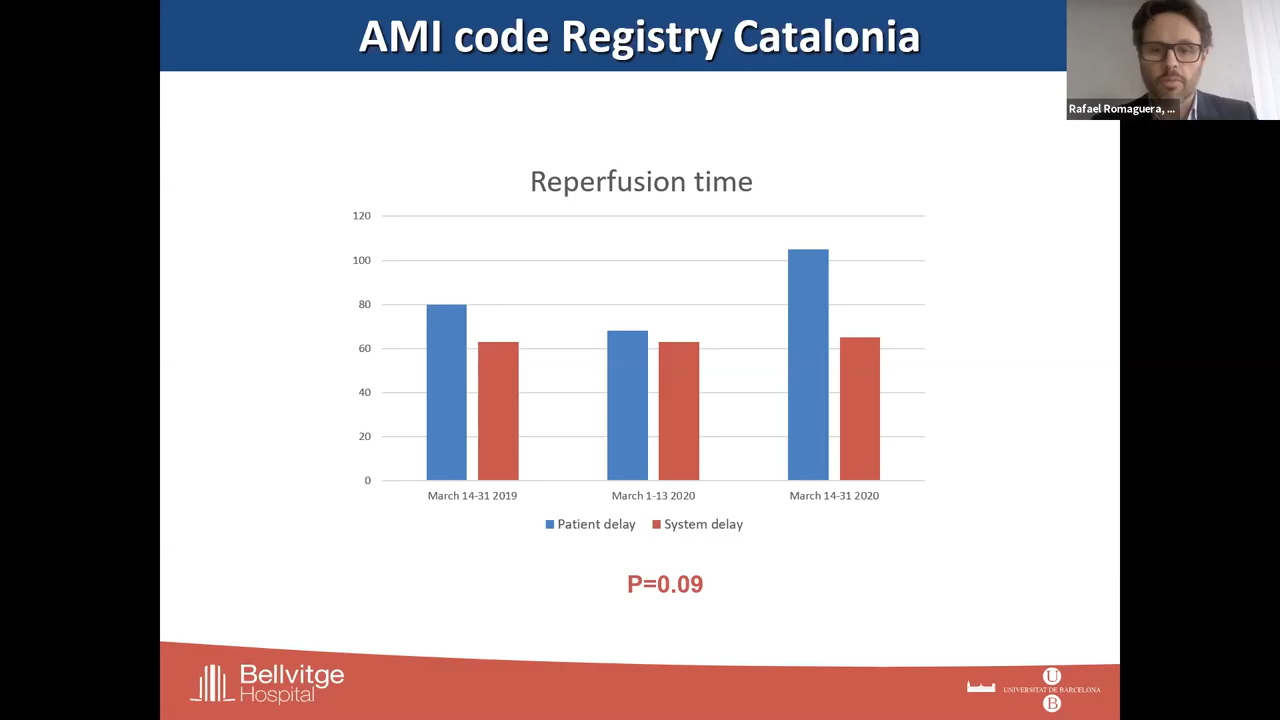 AMI code Registry Catalonia
Rafael Romaguera, ...
Reperfusion time
120
100
80
60
40
20
0
March 14-31 2019
March 1-13 2020
March 14-31 2020
Patient delay
System delay
P=0.09
Bellvitge
Hospital
U
UNIVERSITAT DE BARCELONA
B